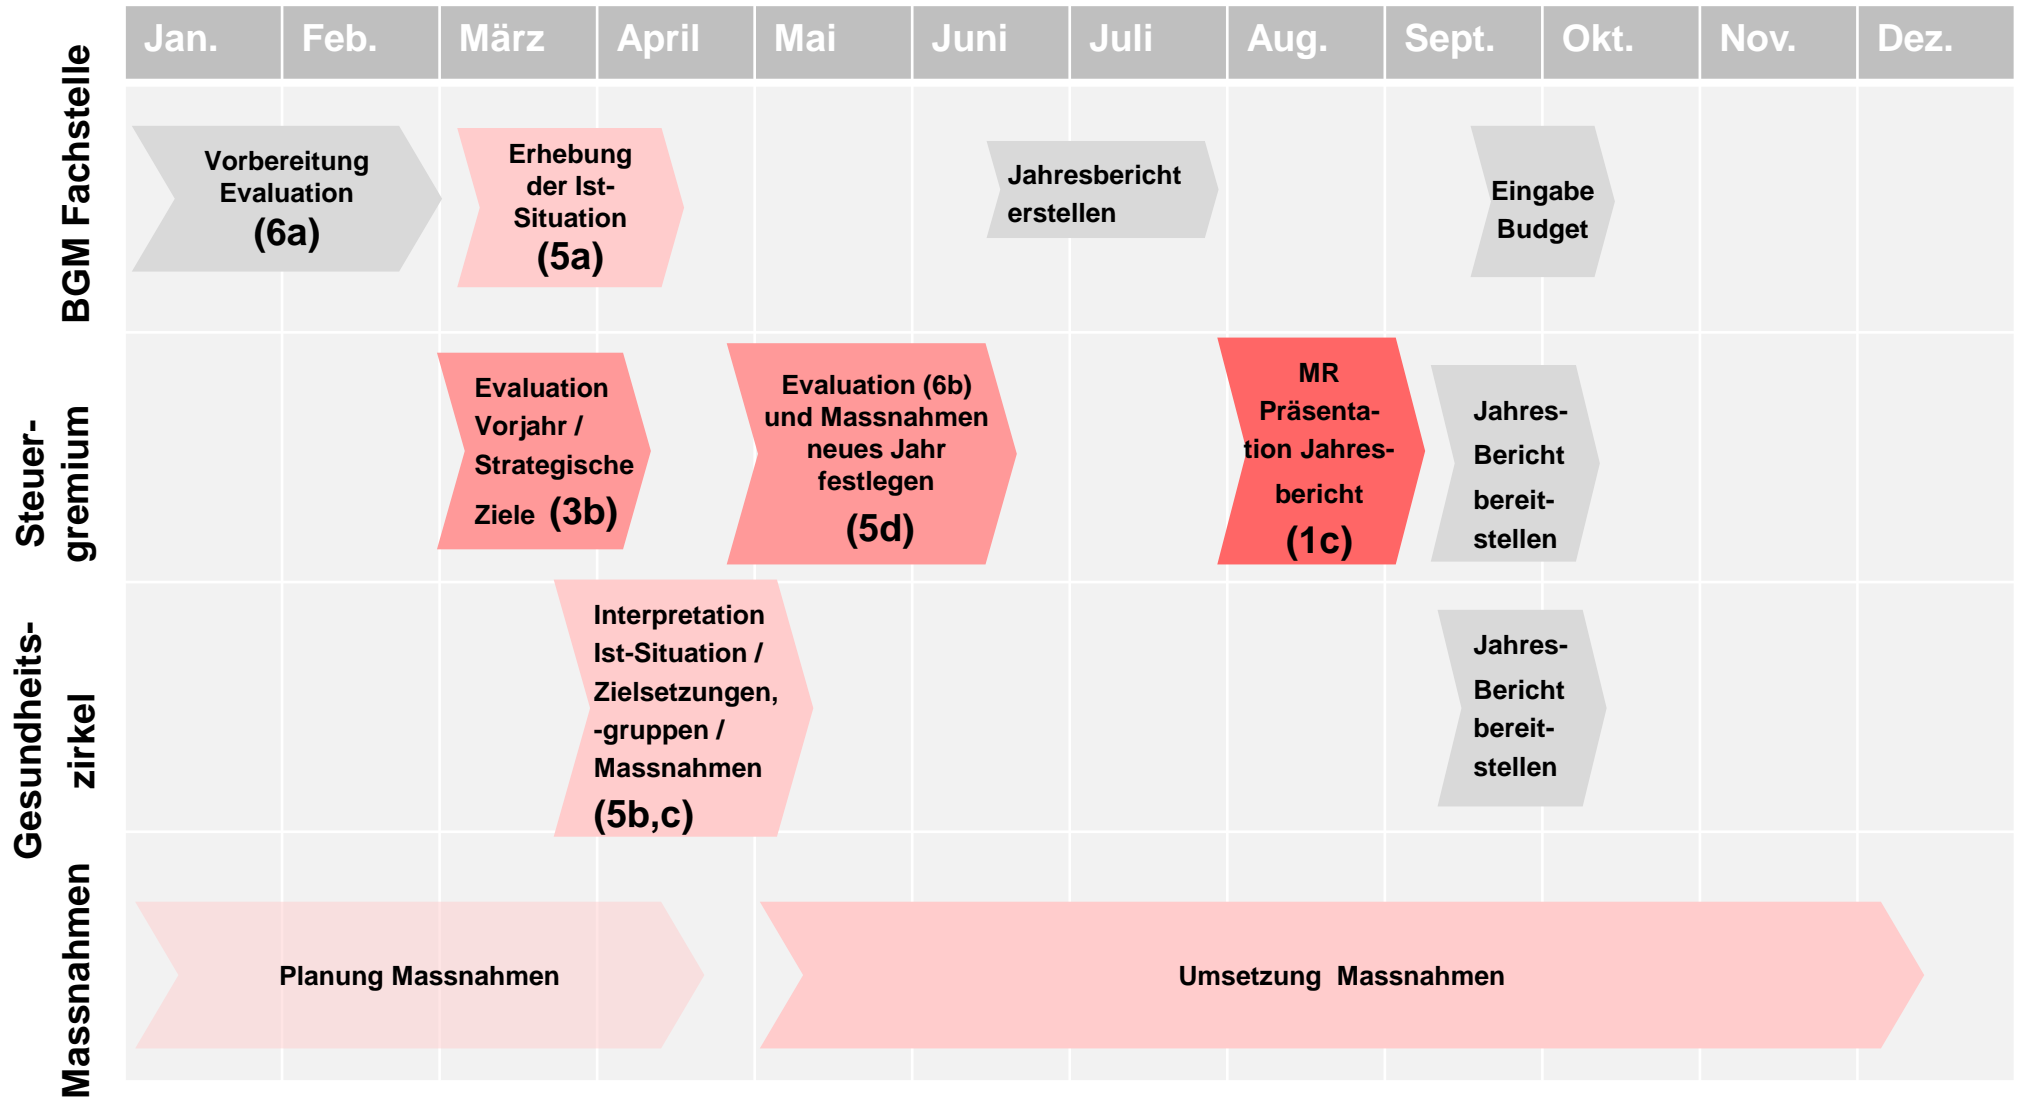 Jan.
Feb.
März
April
Mai
Juni
Juli
Aug.
Sept.
Okt.
Nov.
Dez.
BGM Fachstelle
Vorbereitung
Evaluation
(6a)
Erhebung
der Ist-
Situation
(5a)
Jahresbericht
erstellen
Eingabe
Budget
Steuer-
gremium
Evaluation
Vorjahr /
Strategische
Ziele (3b)
Evaluation (6b)
und Massnahmen
neues Jahr
festlegen
(5d)
MR
Präsenta-
tion Jahres-
bericht
(1c)
Jahres-
Bericht
bereit-
stellen
Gesundheits-
zirkel
Interpretation
Ist-Situation /
Zielsetzungen,
-gruppen /
Massnahmen
(5b,c)
Jahres-
Bericht
bereit-
stellen
Massnahmen
Planung Massnahmen
Umsetzung  Massnahmen